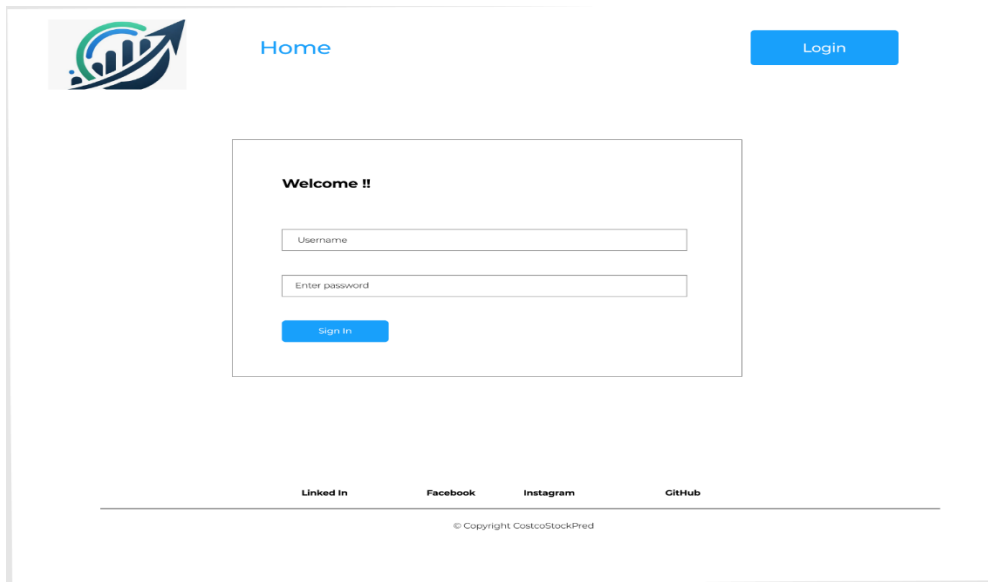 Home
Login
Welcome !!
Username
Enter password
Sign In
Linked In Facebook Instagram GitHub
© Copyright CostcoStockPred